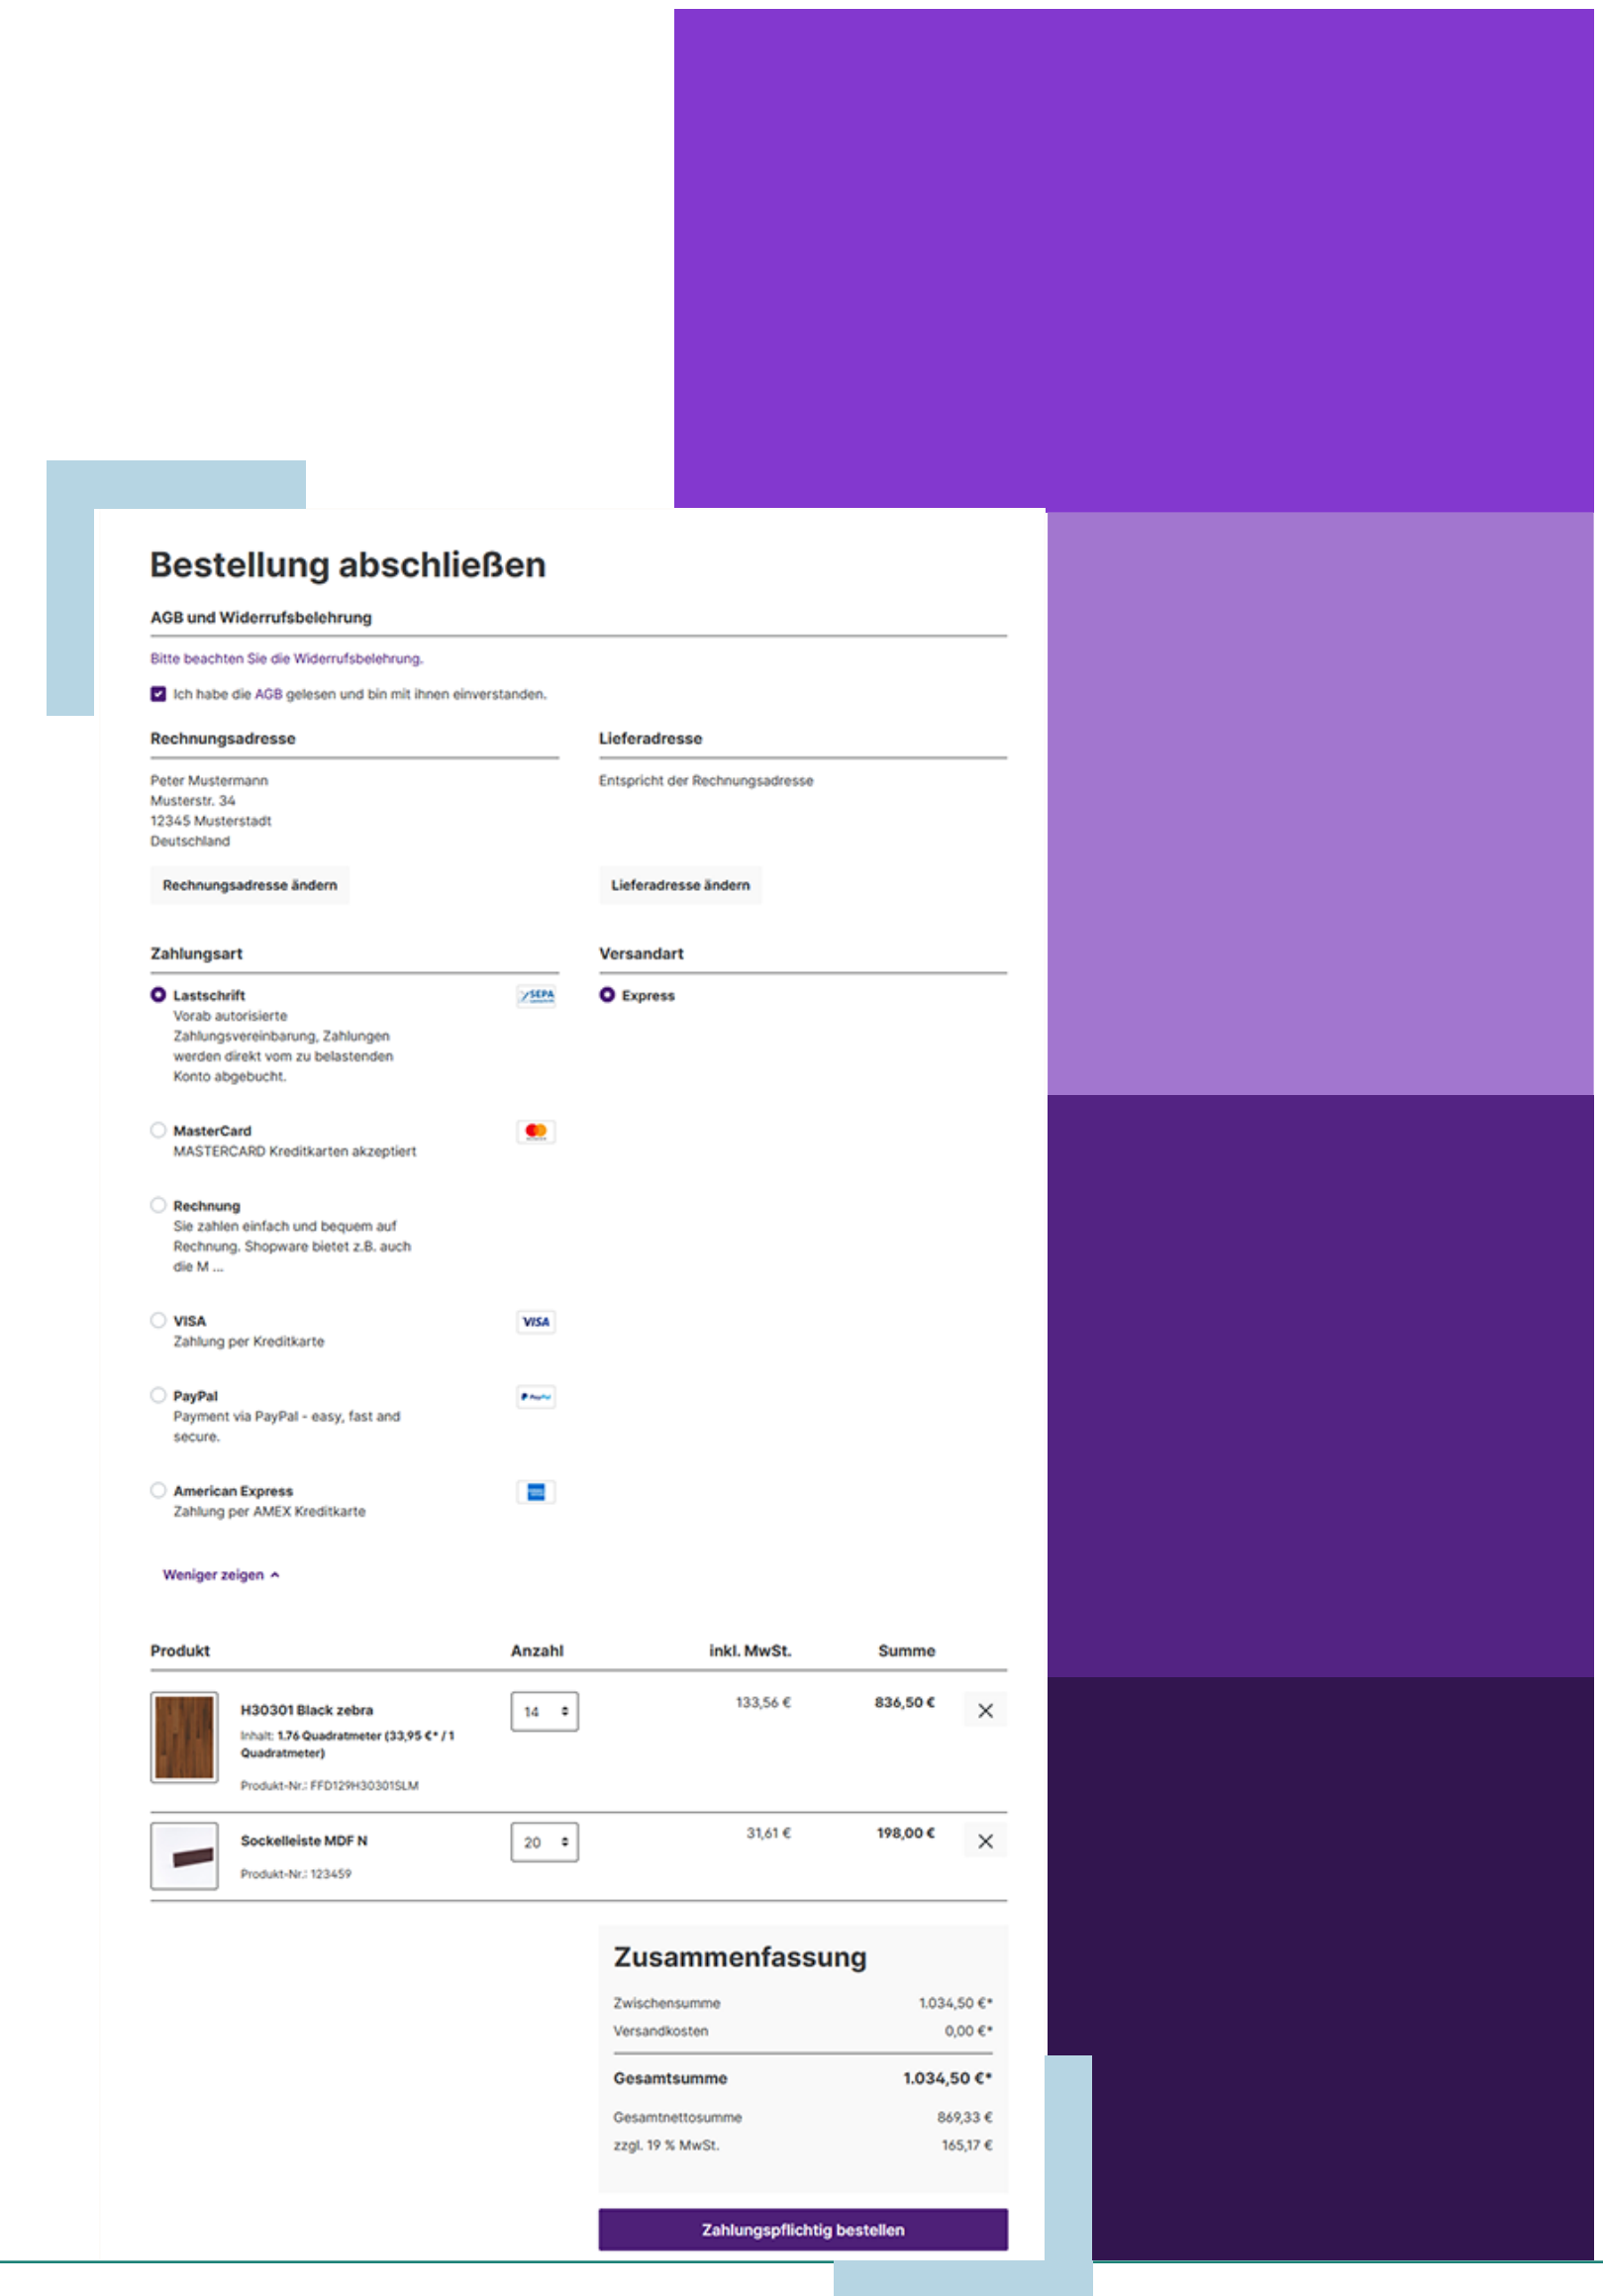 Bestellung abschließen
AGB und Widerrufsbelehrung
Bitte beachten Sie die Widerrufsbelehrung.
Ich habe die AGB gelesen und bin mit ihnen einverstanden.
Rechnungsadresse
Peter Mustermann
Musterstr. 34
12345 Musterstadt
Deutschland
Rechnungsadresse ändern
Lieferadresse
Entspricht der Rechnungsadresse
Lieferadresse ändern
Zahlungsart
Lastschrift
SEPA
Vorab autorisierte
Zahlungsvereinbarung, Zahlungen
werden direkt vom zu belastenden
Konto abgebucht.
MasterCard
MASTERCARD Kreditkarten akzeptiert
Rechnung
Sie zahlen einfach und bequem auf
Rechnung. Shopware bietet z.B. auch
die M ...
VISA
VISA
Zahlung per Kreditkarte
PayPal
PayPal
Payment via PayPal - easy, fast and
secure.
American Express
Zahlung per AMEX Kreditkarte
Weniger zeigen
Versandart
Express
Produkt Anzahl inkl. MwSt. Summe
H30301 Black zebra 14 133,56 € 836,50 €
Inhalt: 1.76 Quadratmeter (33,95 €* / 1
Quadratmeter)
Produkt-Nr.: FFD129H30301SLM
Sockelleiste MDF N 20 31,61 € 198,00 €
Produkt-Nr.: 123459
Zusammenfassung
Zwischensumme 1.034,50 €*
Versandkosten 0,00 €*
Gesamtsumme 1.034,50 €*
Gesamtnettosumme 869,33 €
zzgl. 19 % MwSt. 165,17 €
Zahlungspflichtig bestellen